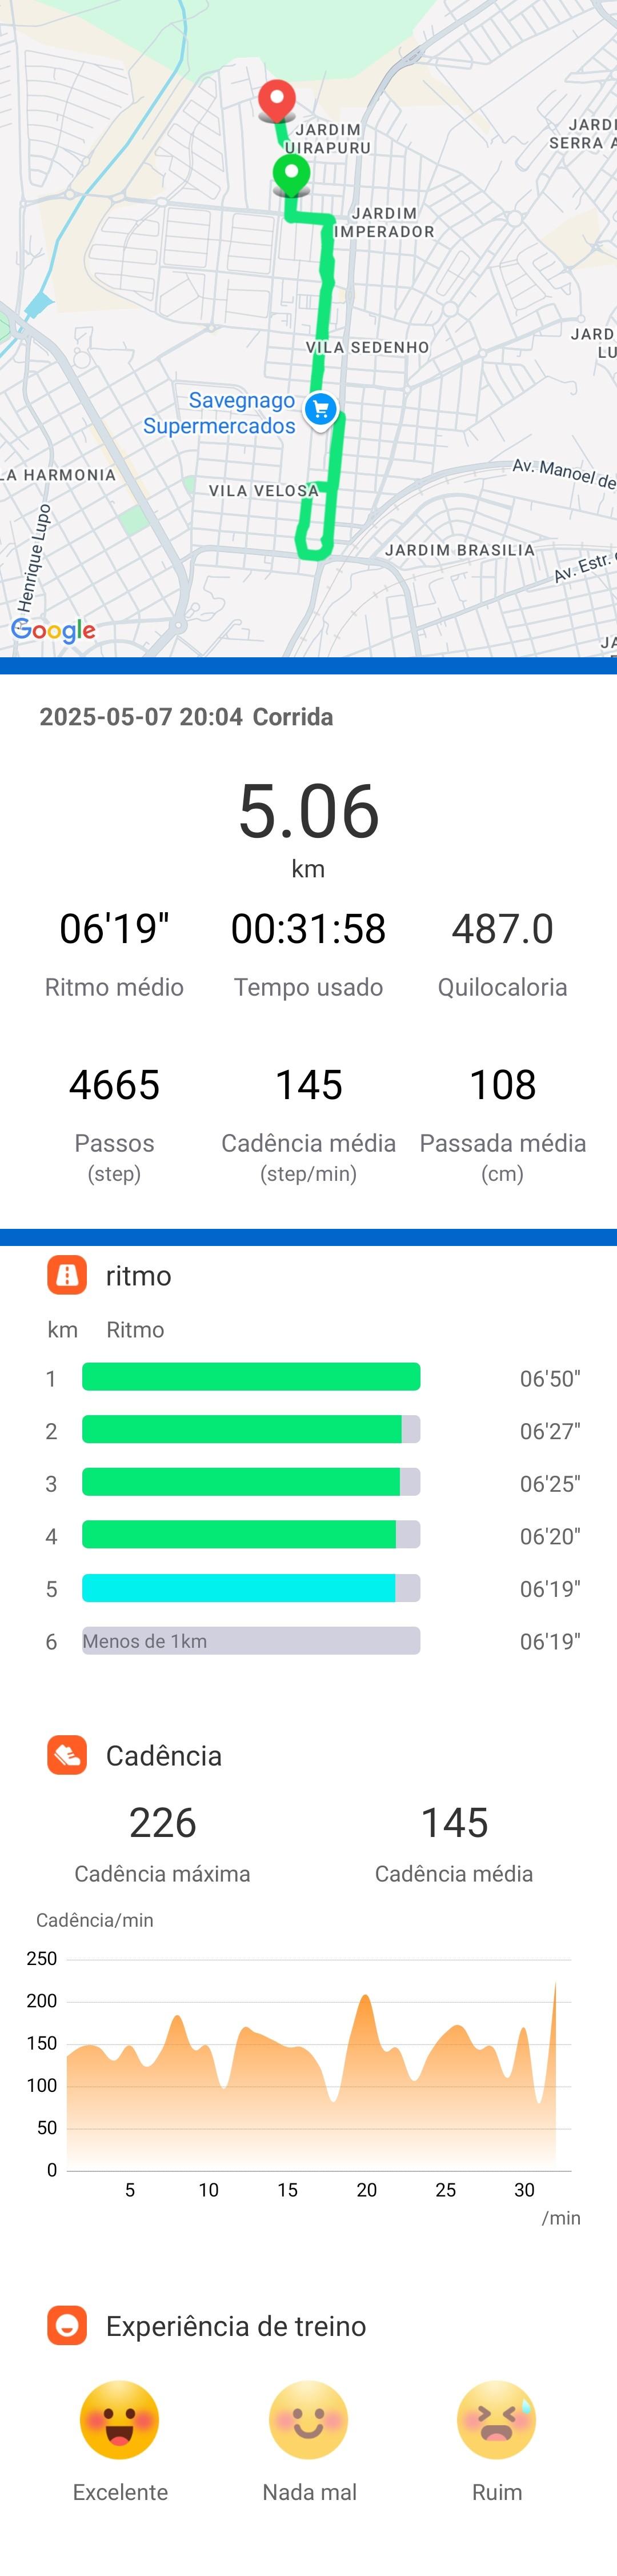 JARDIM
UIRAPURU
JARDI
SERRA A
JARDIM
IMPERADOR
VILA SEDENHO
JARD
LU
Savegnago
Supermercados
LA HARMONIA
VILA VELOSA
Av. Manoel de
Henrique Lupo
JARDIM BRASILIA
Av. Estr.
Google
JA
2025-05-07 20:04 Corrida
5.06
km
06'19" 00:31:58 487.0
Ritmo médio Tempo usado Quilocaloria
4665 145 108
Passos Cadência média Passada média
(step) (step/min) (cm)
ritmo
km Ritmo
1 06'50"
2 06'27"
3 06'25"
4 06'20"
5 06'19"
6 Menos de 1km 06'19"
Cadência
226 145
Cadência máxima Cadência média
Cadência/min
250
200
150
100
50
0
5 10 15 20 25 30
/min
Experiência de treino
Excelente Nada mal Ruim